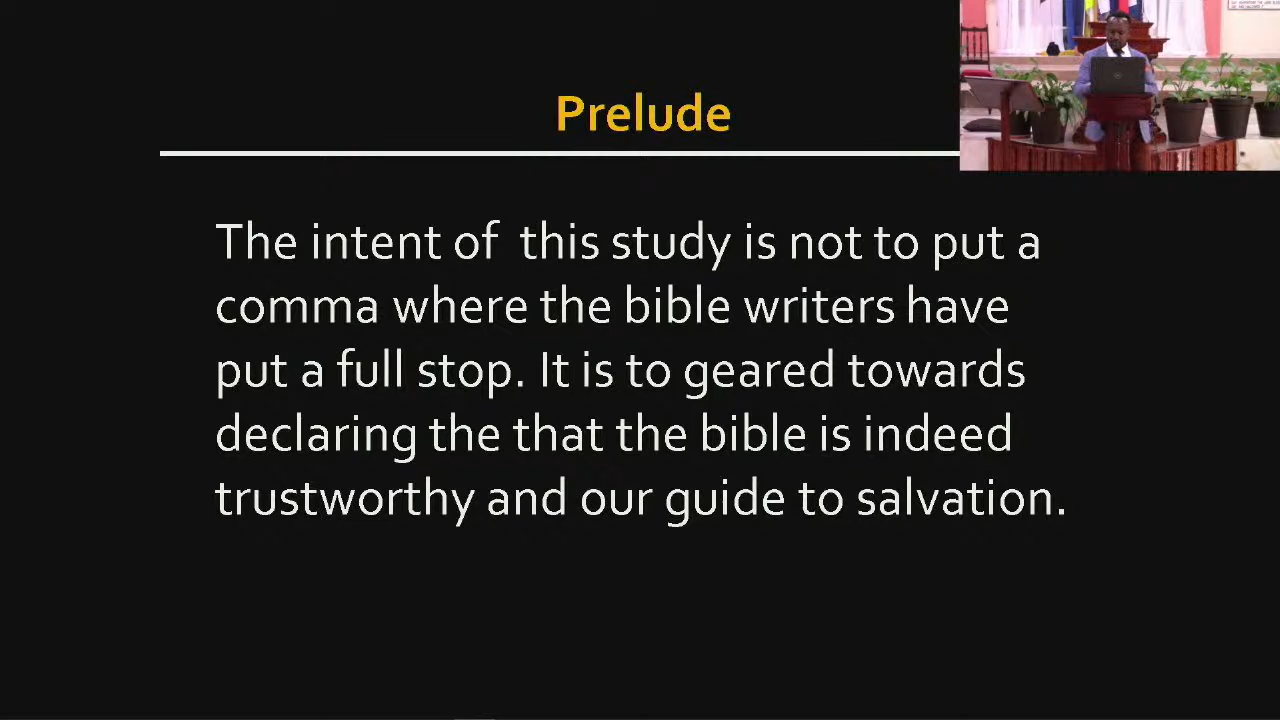 Prelude
The intent of this study is not to put a
comma where the bible writers have
put a full stop. It is to geared towards
declaring the that the bible is indeed
trustworthy and our guide to salvation.